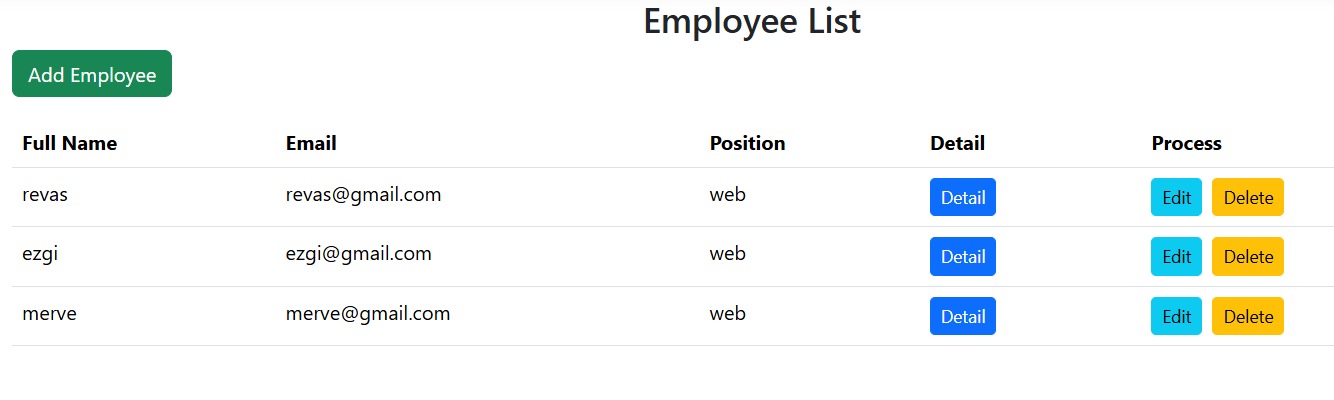 Employee List
Add Employee
Full Name Email Position Detail Process
revas revas@gmail.com web Detail Edit Delete
ezgi ezgi@gmail.com web Detail Edit Delete
merve merve@gmail.com web Detail Edit Delete